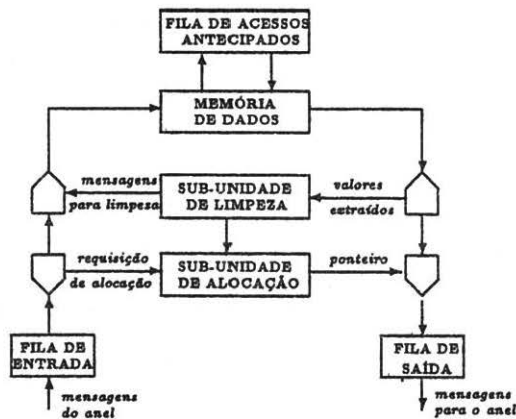 FILA DE ACESSOS
ANTECIPADOS
MEMÓRIA
DE DADOS
mensagens
para limpesa
SUB-UNIDADE
DE LIMPEZA
valores
extraídos
requisição
de alocação
SUB-UNIDADE
DE ALOCAÇÃO
ponteiro
FILA DE
ENTRADA
FILA DE
SAÍDA
mensagens
do anel
mensagens
para o anel